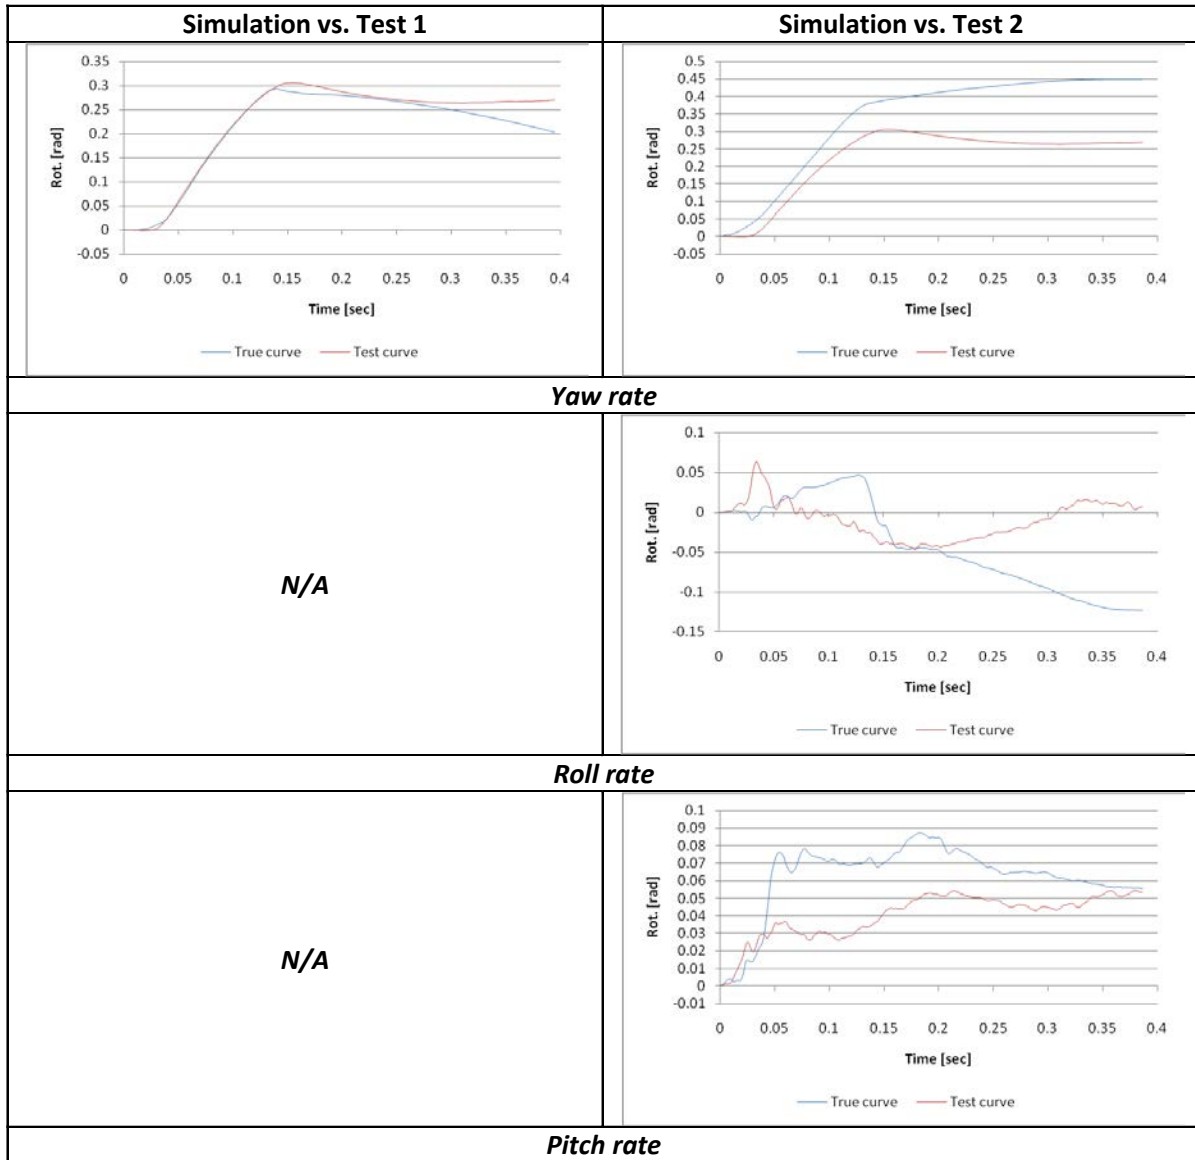 Simulation vs. Test 1
Simulation vs. Test 2
0.35
0.3
0.25
0.2
0.15
0.1
0.05
0
-0.05
Rot. [rad]
0 0.05 0.1 0.15 0.2 0.25 0.3 0.35 0.4
Time [sec]
True curve Test curve
0.5
0.45
0.4
0.35
0.3
0.25
0.2
0.15
0.1
0.05
0
-0.05
Rot. [rad]
0 0.05 0.1 0.15 0.2 0.25 0.3 0.35 0.4
Time [sec]
True curve Test curve
Yaw rate
N/A
0.1
0.05
0
-0.05
-0.1
-0.15
Rot. [rad]
0 0.05 0.1 0.15 0.2 0.25 0.3 0.35 0.4
Time [sec]
True curve Test curve
Roll rate
N/A
0.1
0.09
0.08
0.07
0.06
0.05
0.04
0.03
0.02
0.01
0
-0.01
Rot. [rad]
0 0.05 0.1 0.15 0.2 0.25 0.3 0.35 0.4
Time [sec]
True curve Test curve
Pitch rate